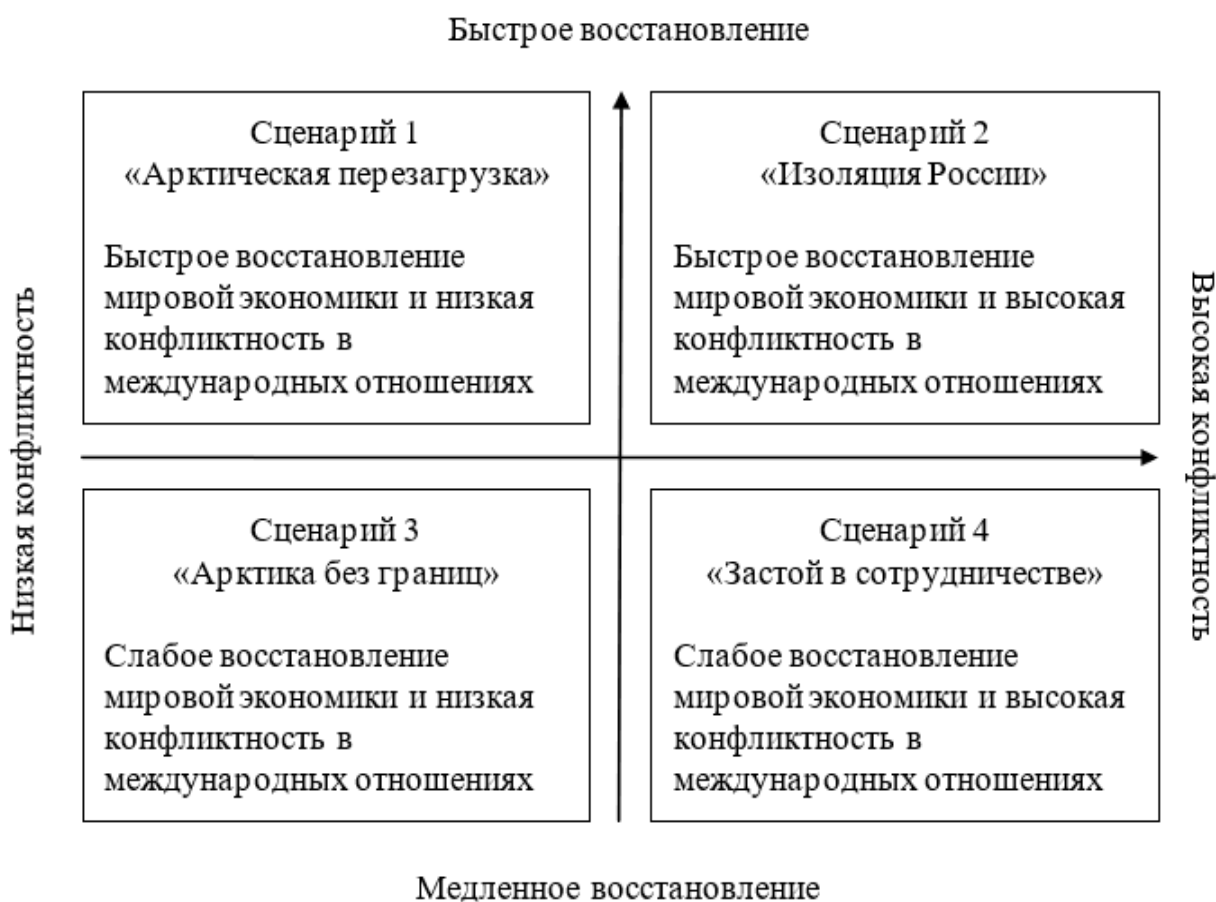 Быстрое восстановление
Сценарий 1
«Арктическая перезагрузка»
Быстрое восстановление
мировой экономики и низкая
конфликтность в
международных отношениях
Сценарий 2
«Изоляция России»
Быстрое восстановление
мировой экономики и высокая
конфликтность в
международных отношениях
Низкая конфликтность
Высокая конфликтность
Сценарий 3
«Арктика без границ»
Слабое восстановление
мировой экономики и низкая
конфликтность в
международных отношениях
Сценарий 4
«Застой в сотрудничестве»
Слабое восстановление
мировой экономики и высокая
конфликтность в
международных отношениях
Медленное восстановление